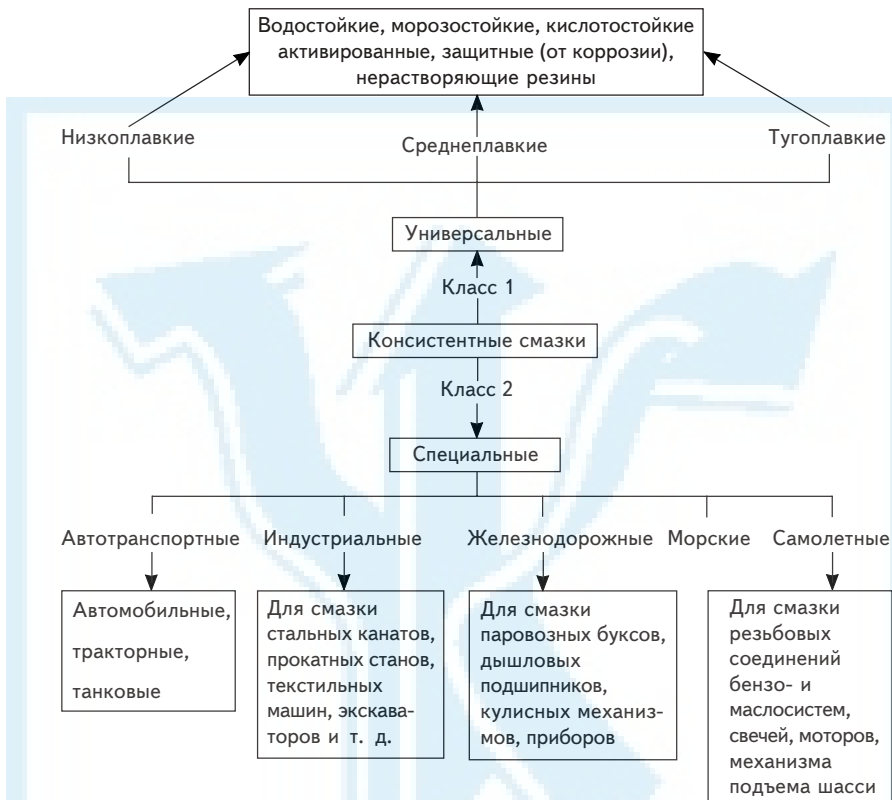 Водостойкие, морозостойкие, кислотостойкие
активированные, защитные (от коррозии),
нерастворяющие резины
Низкоплавкие
Среднеплавкие
Тугоплавкие
Универсальные
Класс 1
Консистентные смазки
Класс 2
Специальные
Автотранспортные
Индустриальные
Железнодорожные
Морские
Самолетные
Автомобильные,
тракторные,
танковые
Для смазки
стальных канатов,
прокатных станов,
текстильных
машин, экскава-
торов и т. д.
Для смазки
паровозных буксов,
дышловых
подшипников,
кулисных механиз-
мов, приборов
Для смазки
резьбовых
соединений
бензо- и
маслосистем,
свечей, моторов,
механизма
подъема шасси